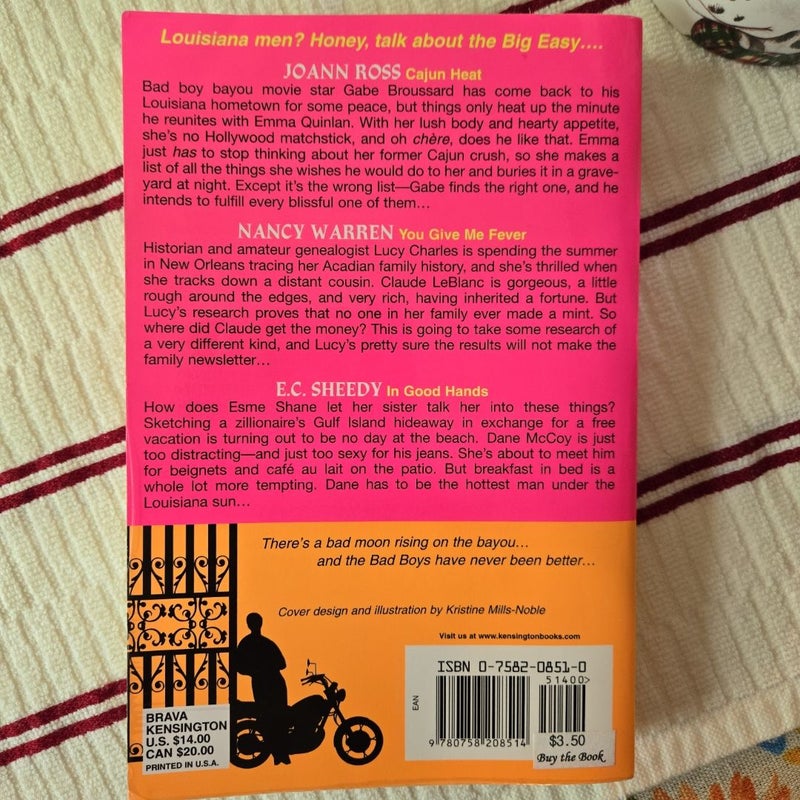 Louisiana men? Honey, talk about the Big Easy....
JOANN ROSS Cajun Heat
Bad boy bayou movie star Gabe Broussard has come back to his
Louisiana hometown for some peace, but things only heat up the minute
he reunites with Emma Quinlan. With her lush body and hearty appetite,
she's no Hollywood matchstick, and oh chère, does he like that. Emma
just has to stop thinking about her former Cajun crush, so she makes a
list of all the things she wishes he would do to her and buries it in a grave-
yard at night. Except it's the wrong list—Gabe finds the right one, and he
intends to fulfill every blissful one of them...
NANCY WARREN You Give Me Fever
Historian and amateur genealogist Lucy Charles is spending the summer
in New Orleans tracing her Acadian family history, and she's thrilled when
she tracks down a distant cousin. Claude LeBlanc is gorgeous, a little
rough around the edges, and very rich, having inherited a fortune. But
Lucy's research proves that no one in her family ever made a mint. So
where did Claude get the money? This is going to take some research of
a very different kind, and Lucy's pretty sure the results will not make the
family newsletter...
E.C. SHEEDY In Good Hands
How does Esme Shane let her sister talk her into these things?
Sketching a zillionaire's Gulf Island hideaway in exchange for a free
vacation is turning out to be no day at the beach. Dane McCoy is just
too distracting—and just too sexy for his jeans. She's about to meet him
for beignets and café au lait on the patio. But breakfast in bed is a
whole lot more tempting. Dane has to be the hottest man under the
Louisiana sun...
There's a bad moon rising on the bayou...
and the Bad Boys have never been better...
Cover design and illustration by Kristine Mills-Noble
Visit us at www.kensingtonbooks.com
ISBN 0-7582-0851-0
51400>
EAN
9 780758 208514
$3.50
Buy the Book
BRAVA
KENSINGTON
U.S. $14.00
CAN $20.00
PRINTED IN U.S.A.